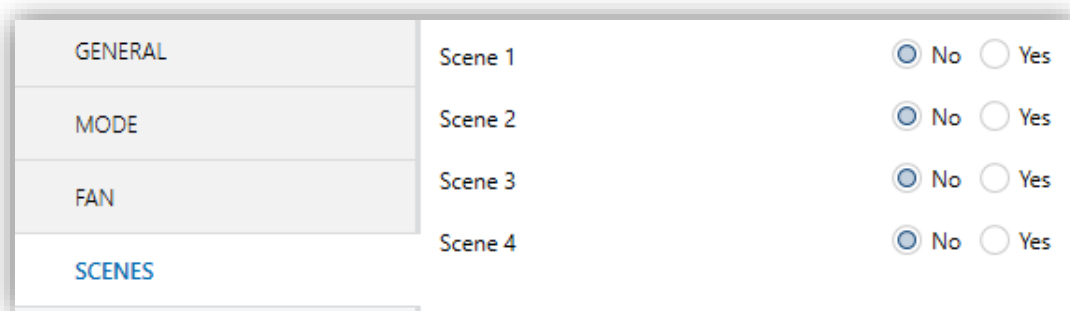 GENERAL
MODE
FAN
SCENES
Scene 1 No Yes
Scene 2 No Yes
Scene 3 No Yes
Scene 4 No Yes